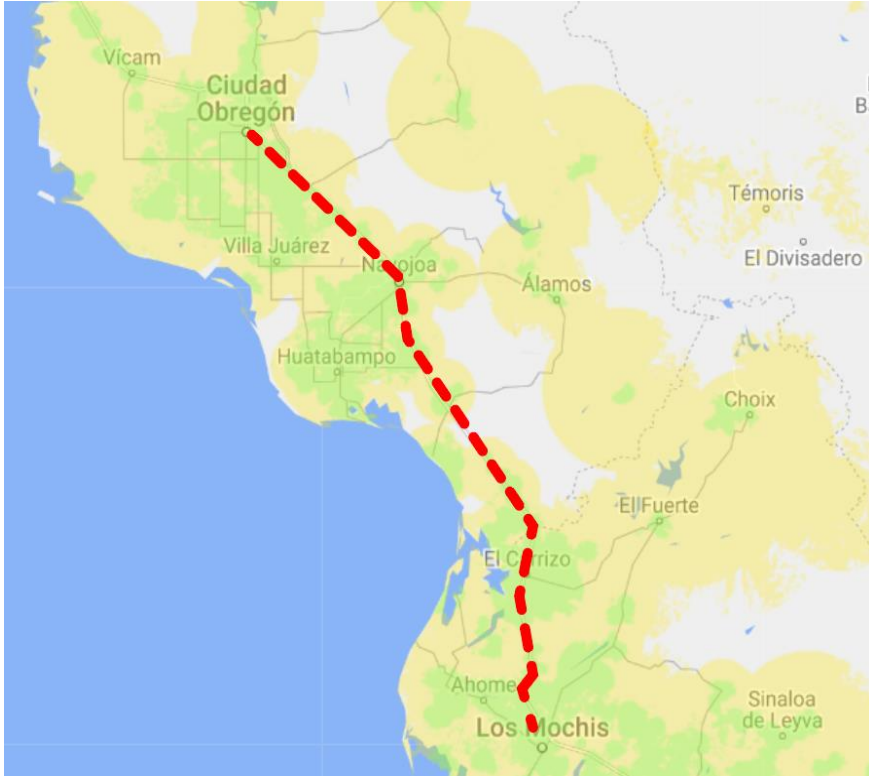 Vícam
Ciudad
Obregón
B
Témoris
El Divisadero
Villa Juárez
Navojoa
Álamos
Huatabampo
Choix
El Fuerte
El Carrizo
Ahome
Sinaloa
de Leyva
Los Mochis